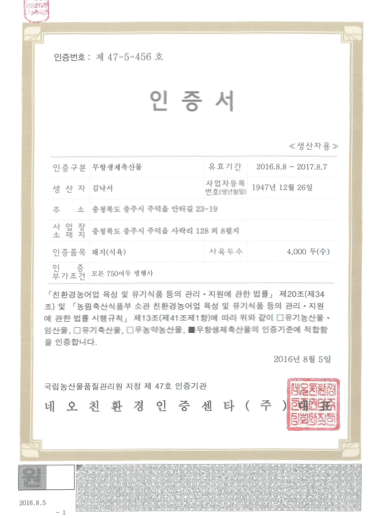 인증번호 : 제 47-5-456 호
인 증 서
<생산자용>
인증구분 무항생제축산물 유효기간 2016.8.8 ~ 2017.8.7
생 산 자 김낙서 사업자등록번호(생년월일) 1947년 12월 26일
주 소 충청북도 충주시 주덕읍 안터길 23-19
사 업 장 소 재 지 충청북도 충주시 주덕읍 사락리 128 외 8필지
인증품목 돼지(식육) 사육두수 4,000 두(수)
인 증 부가조건 모돈
「친환경농어업 육성 및 유기식품 등의 관리・지원에 관한 법률」 제20조(제34
조) 및 「농림축산식품부 소관 친환경농어업 육성 및 유기식품 등의 관리・지원
에 관한 법률 시행규칙」 제13조(제41조제1항)에 따라 위와 같이 □유기농산물・
임산물, □유기축산물, □무농약농산물, ■무항생제축산물의 인증기준에 적합함
을 인증합니다.
2016년 8월 5일
국립농산물품질관리원 지정 제 47호 인증기관
네 오 친 환 경 인 증 센 타 ( 주 ) 대 표
원
2016.8.5
- 1